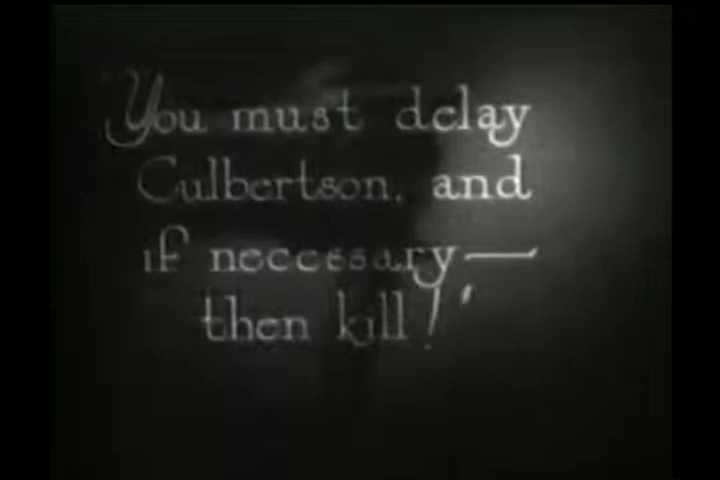 "You must delay
Culbertson, and
if necessary—
then kill!"